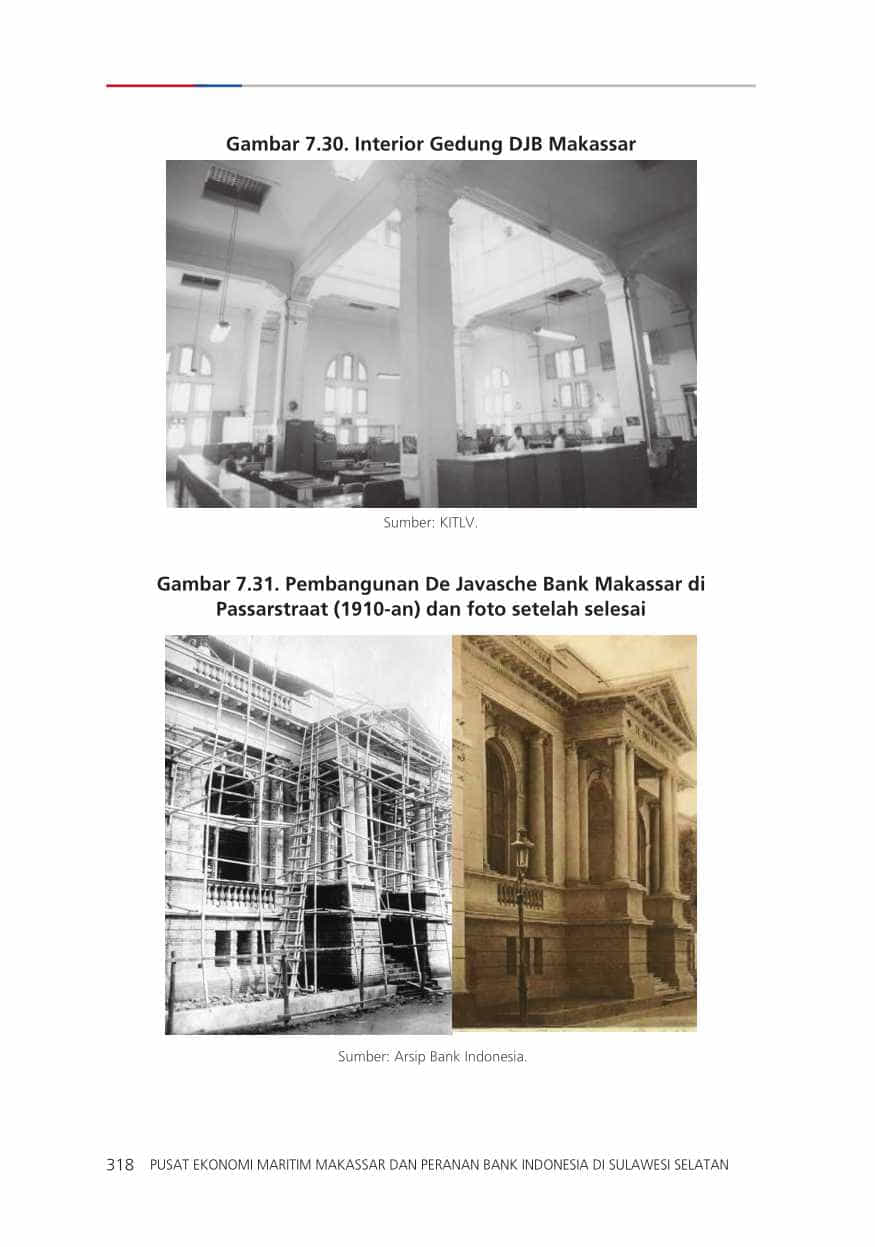 Gambar 7.30. Interior Gedung DJB Makassar
Sumber: KITLV.
Gambar 7.31. Pembangunan De Javasche Bank Makassar di
Passarstraat (1910-an) dan foto setelah selesai
Sumber: Arsip Bank Indonesia.
318 PUSAT EKONOMI MARITIM MAKASSAR DAN PERANAN BANK INDONESIA DI SULAWESI SELATAN